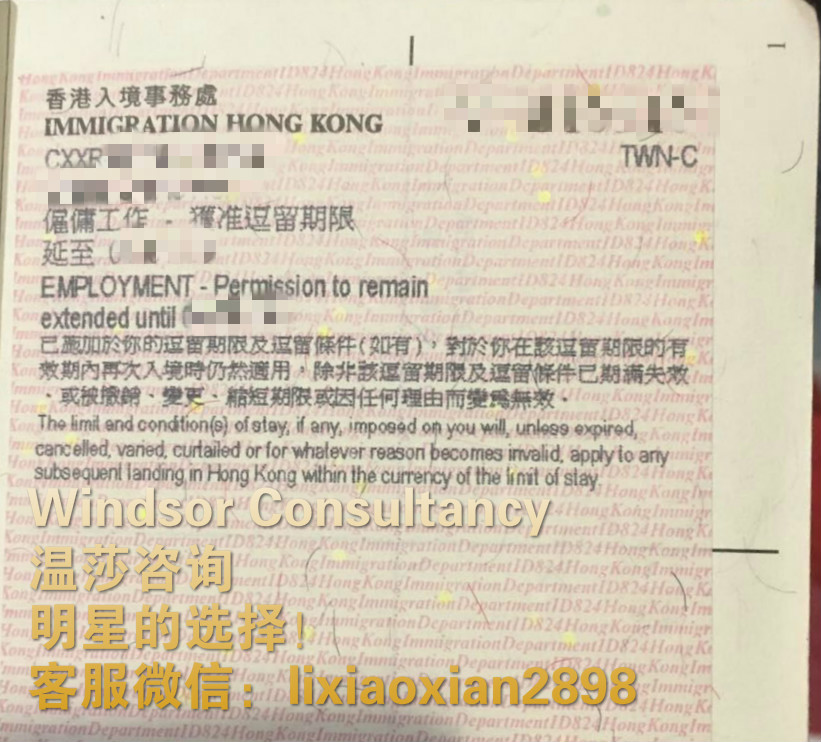 1
香港入境事務處
IMMIGRATION HONG KONG
CXXR
TWN-C
僱傭工作 - 獲准逗留期限
延至
EMPLOYMENT - Permission to remain
extended until
已施加於你的逗留期限及逗留條件(如有)，對於你在該逗留期限的有
效期內再次入境時仍然適用，除非該逗留期限及逗留條件已期滿失效
、或被撤銷、變更、縮短期限或因任何理由而變爲無效。
The limit and condition(s) of stay, if any, imposed on you will, unless expired,
cancelled, varied, curtailed or for whatever reason becomes invalid, apply to any
subsequent landing in Hong Kong within the currency of the limit of stay.
Windsor Consultancy
温莎咨询
明星的选择!
客服微信：lixiaoxian2898